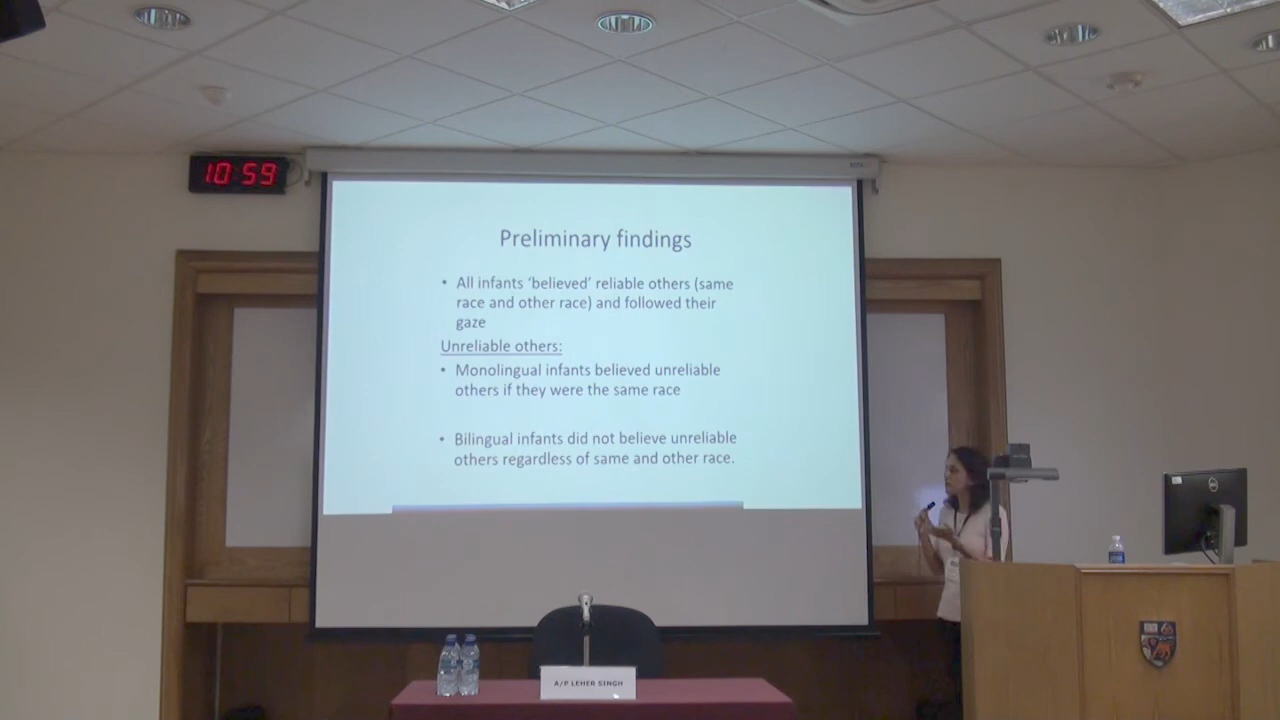 10 59
Preliminary findings
• All infants ‘believed’ reliable others (same
race and other race) and followed their
gaze
Unreliable others:
• Monolingual infants believed unreliable
others if they were the same race
• Bilingual infants did not believe unreliable
others regardless of same and other race.
DELL
A/P LEHER SINGH